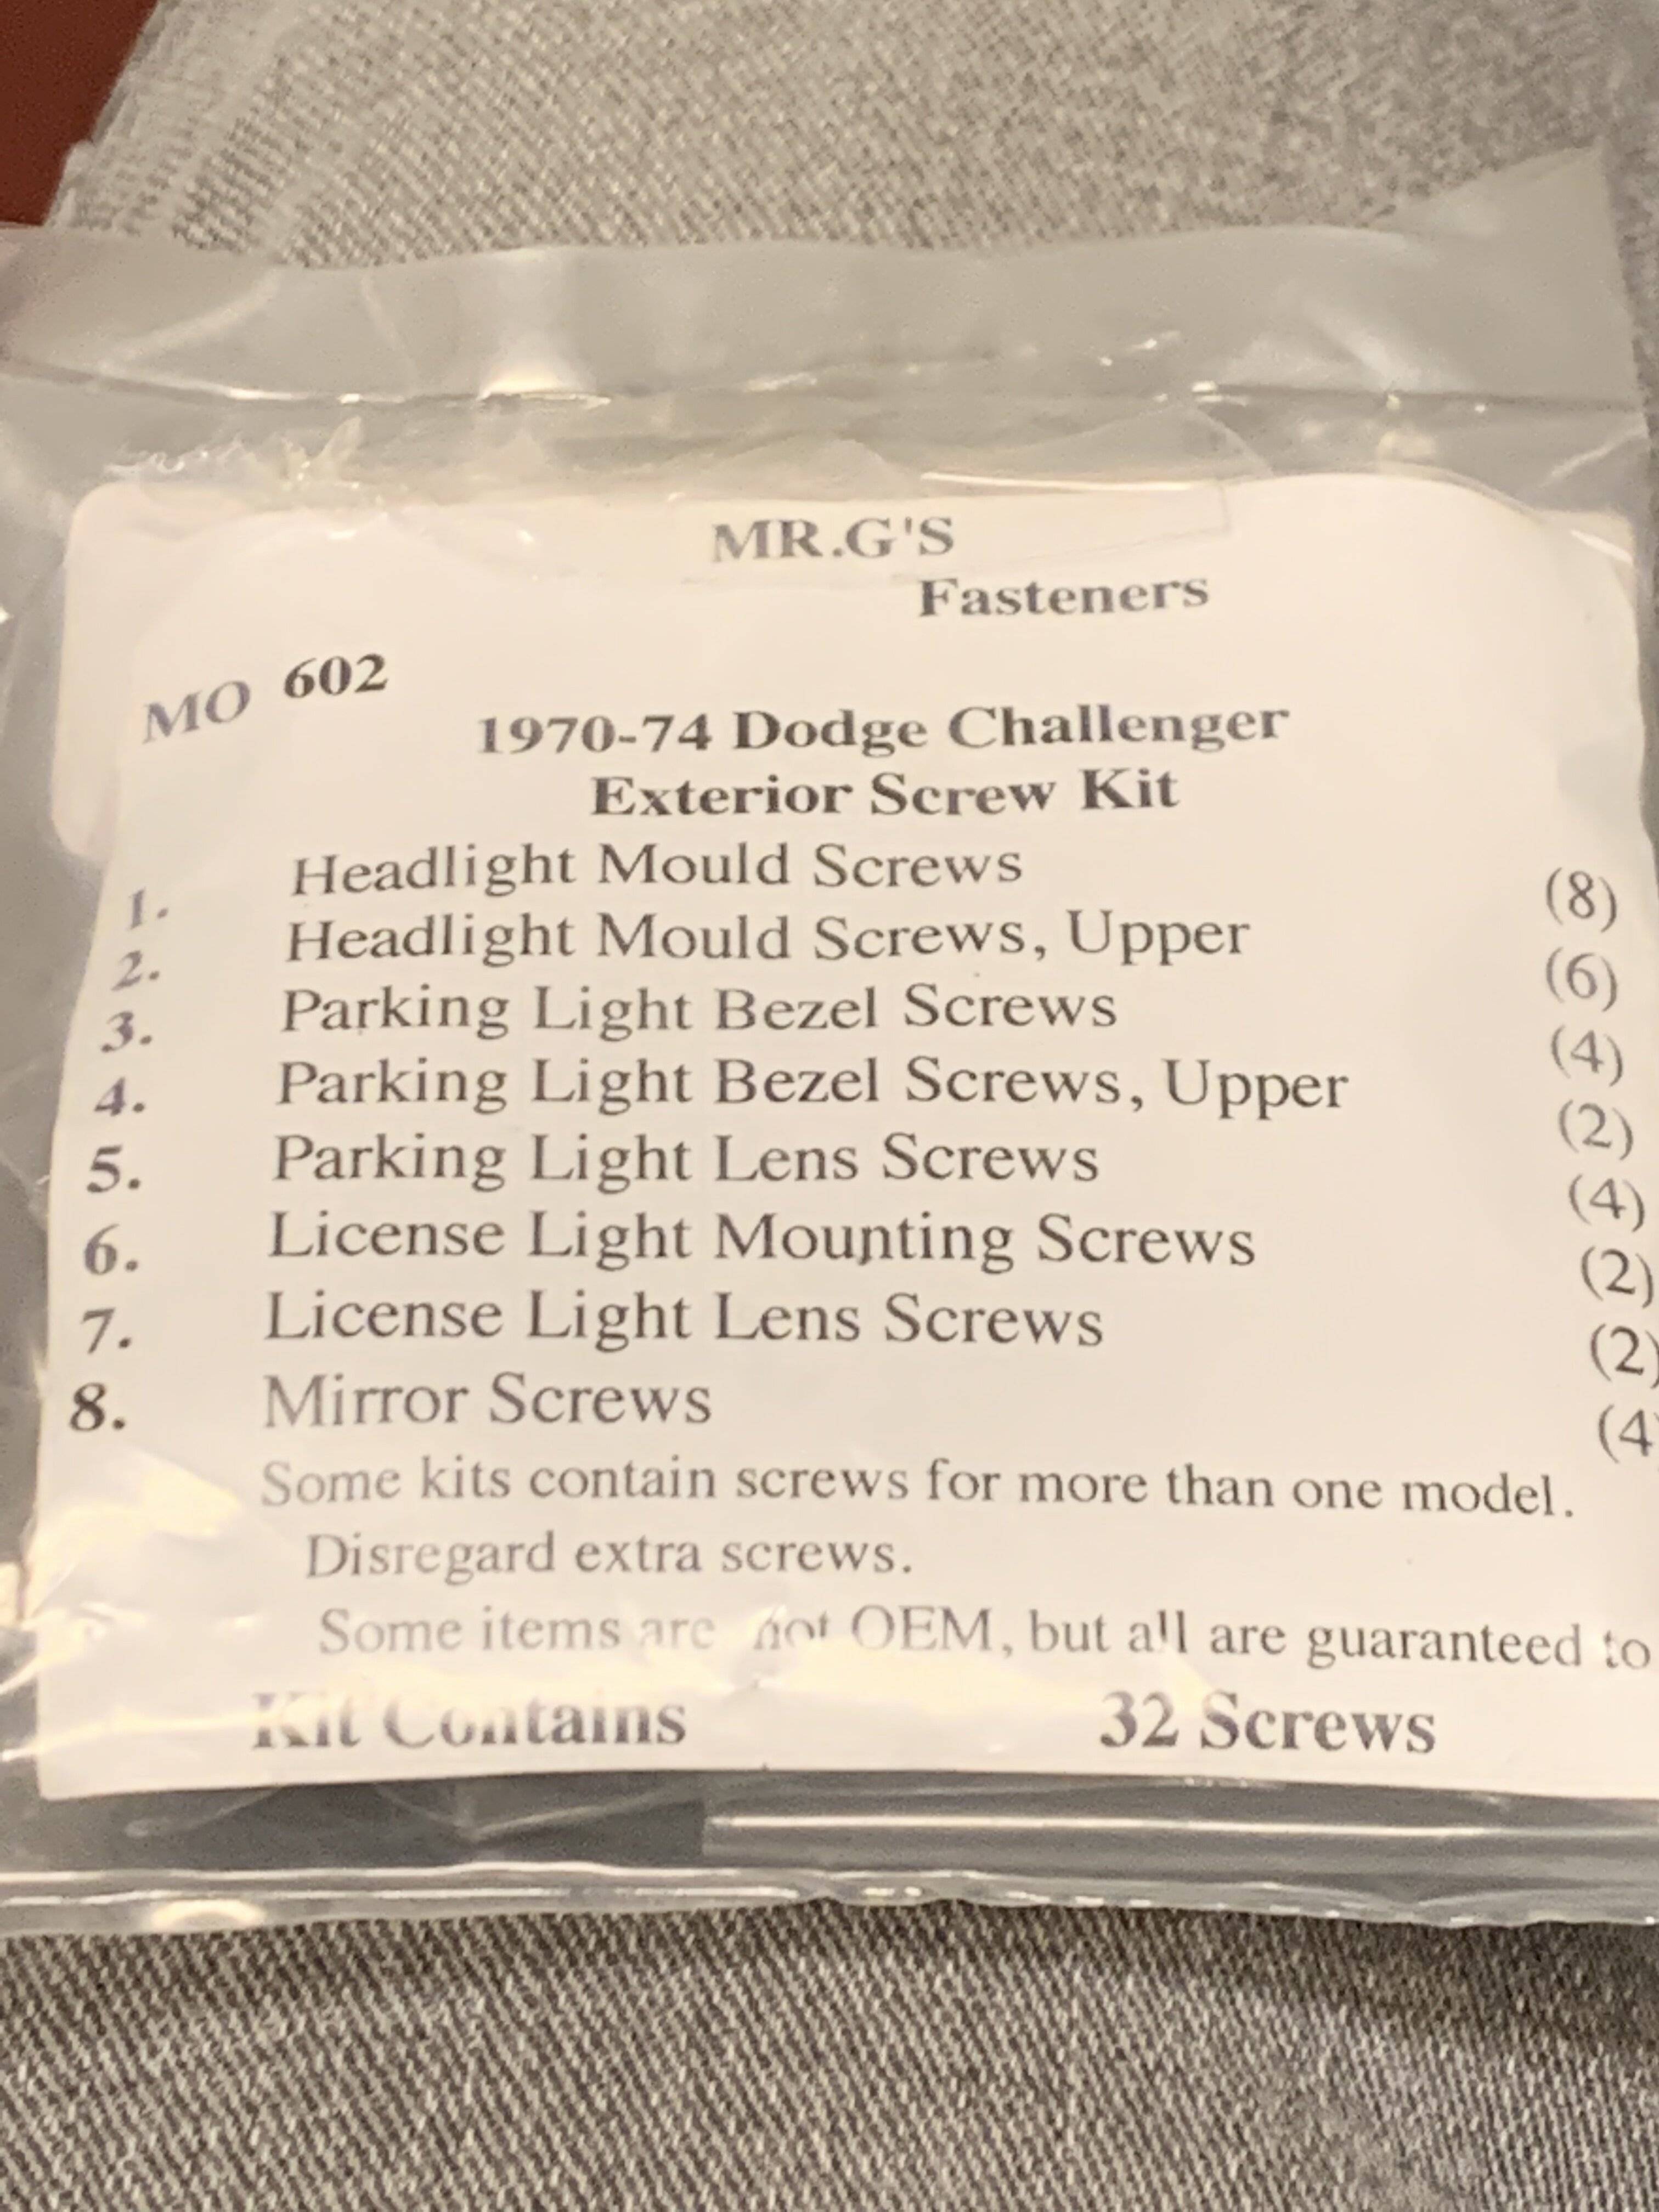 MR.G'S
Fasteners
MO 602
1970-74 Dodge Challenger
Exterior Screw Kit
1. Headlight Mould Screws (8)
2. Headlight Mould Screws, Upper (6)
3. Parking Light Bezel Screws (4)
4. Parking Light Bezel Screws, Upper (2)
5. Parking Light Lens Screws (4)
6. License Light Mounting Screws (2)
7. License Light Lens Screws (2)
8. Mirror Screws (4
Some kits contain screws for more than one model.
Disregard extra screws.
Some items are not OEM, but all are guaranteed to
Kit Contains 32 Screws